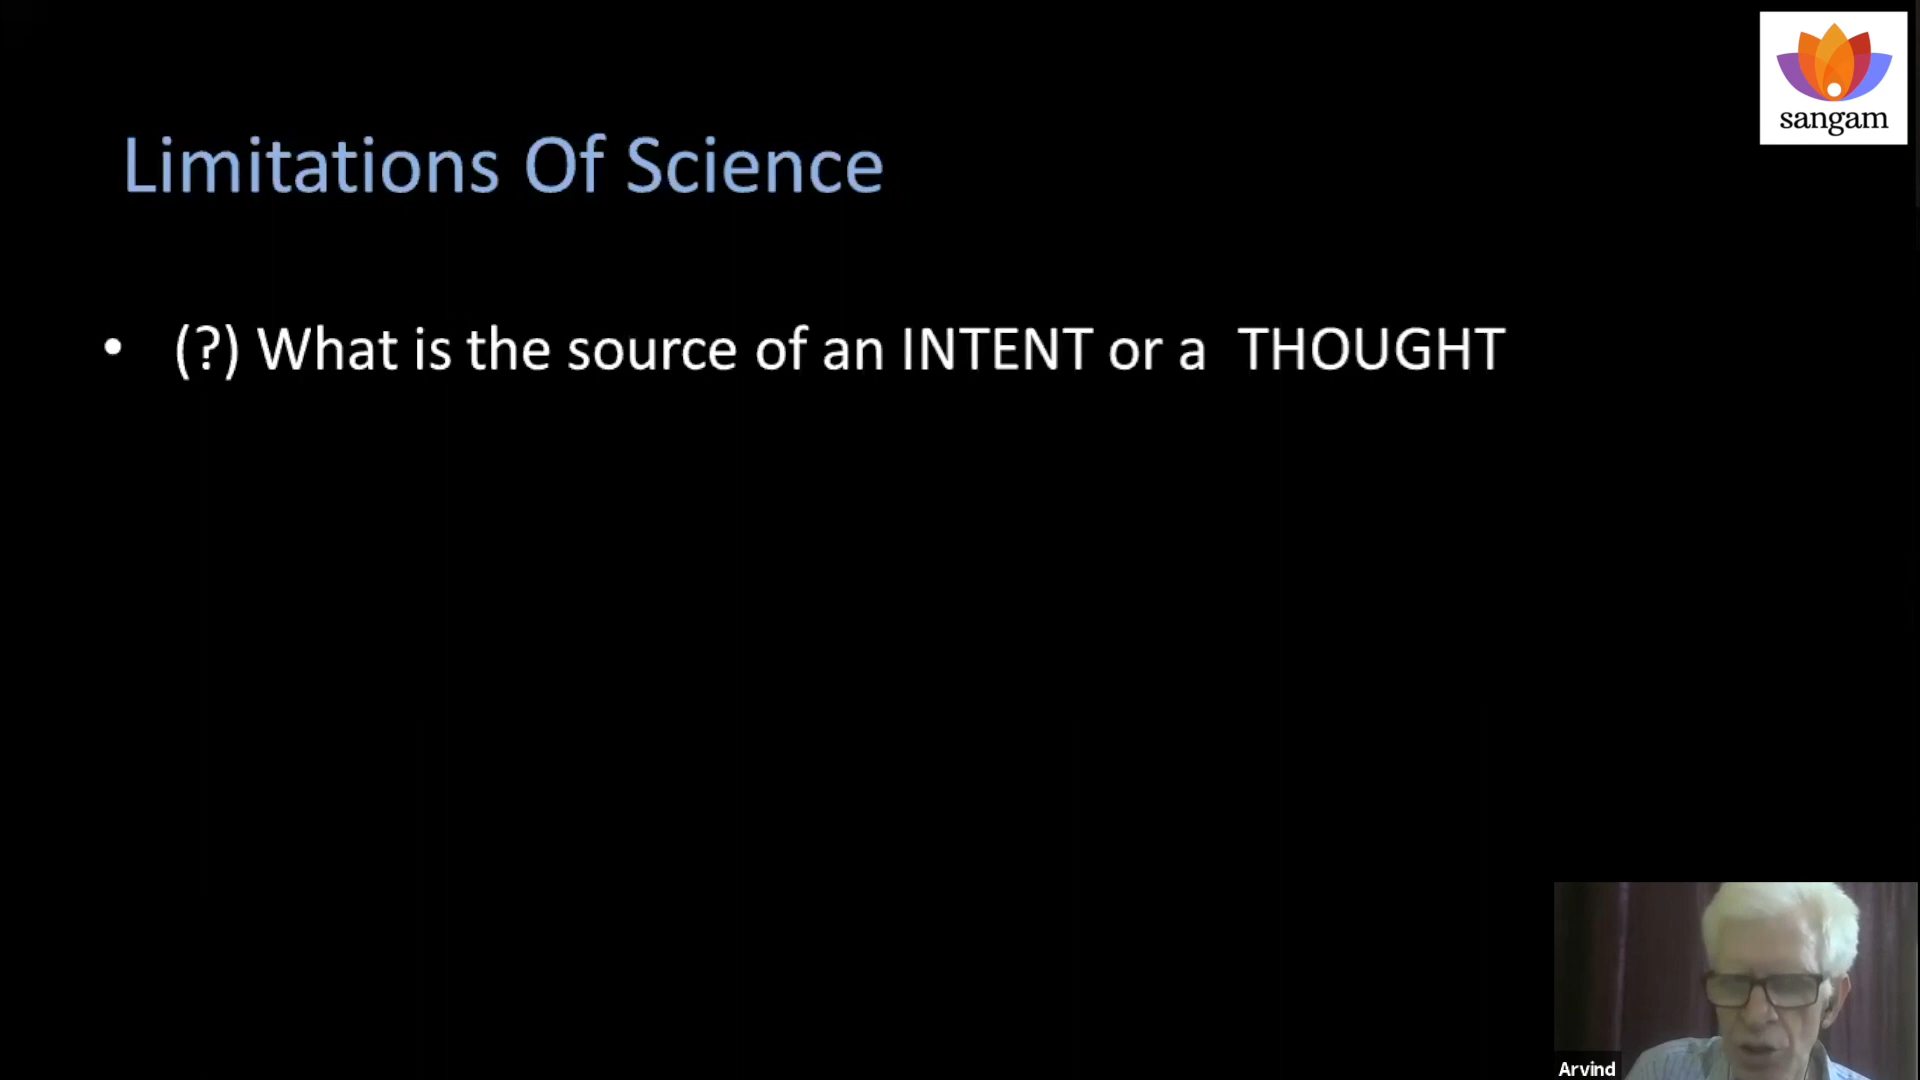 sangam
Limitations Of Science
• (?) What is the source of an INTENT or a THOUGHT
Arvind